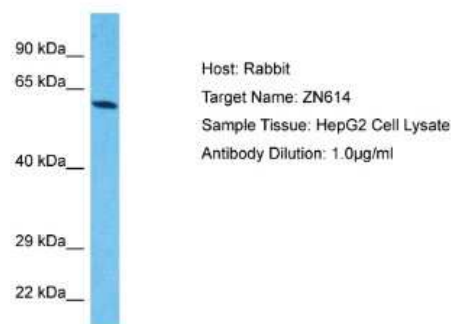 90 kDa
65 kDa
Host: Rabbit
Target Name: ZN614
Sample Tissue: HepG2 Cell Lysate
Antibody Dilution: 1.0µg/ml
40 kDa
29 kDa
22 kDa